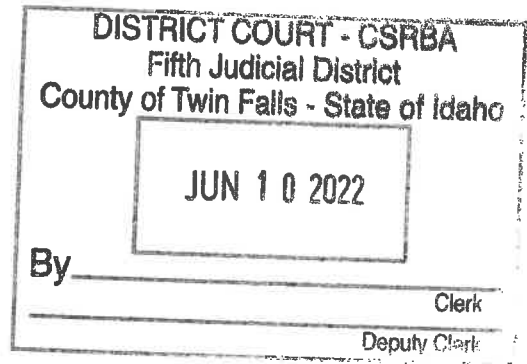 DISTRICT COURT - CSRBA
Fifth Judicial District
County of Twin Falls - State of Idaho
JUN 10 2022
By
Clerk
Deputy Clerk